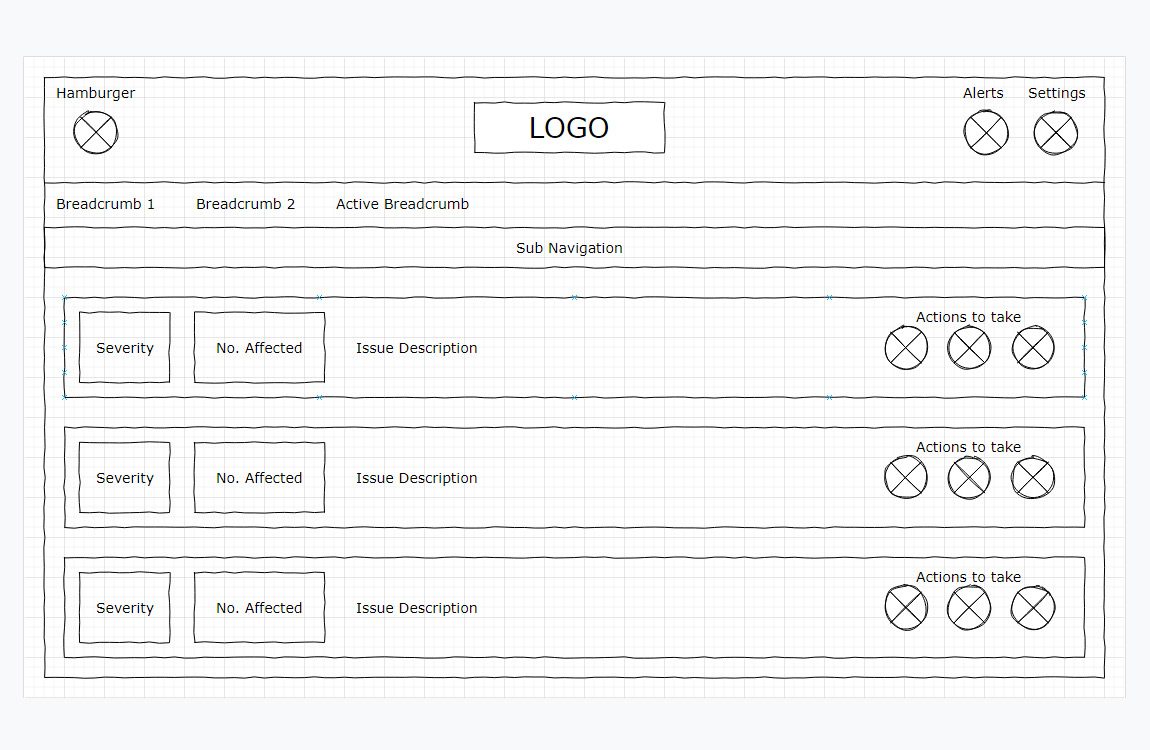 Hamburger
LOGO
Alerts
Settings
Breadcrumb 1
Breadcrumb 2
Active Breadcrumb
Sub Navigation
Severity
No. Affected
Issue Description
Actions to take
Severity
No. Affected
Issue Description
Actions to take
Severity
No. Affected
Issue Description
Actions to take